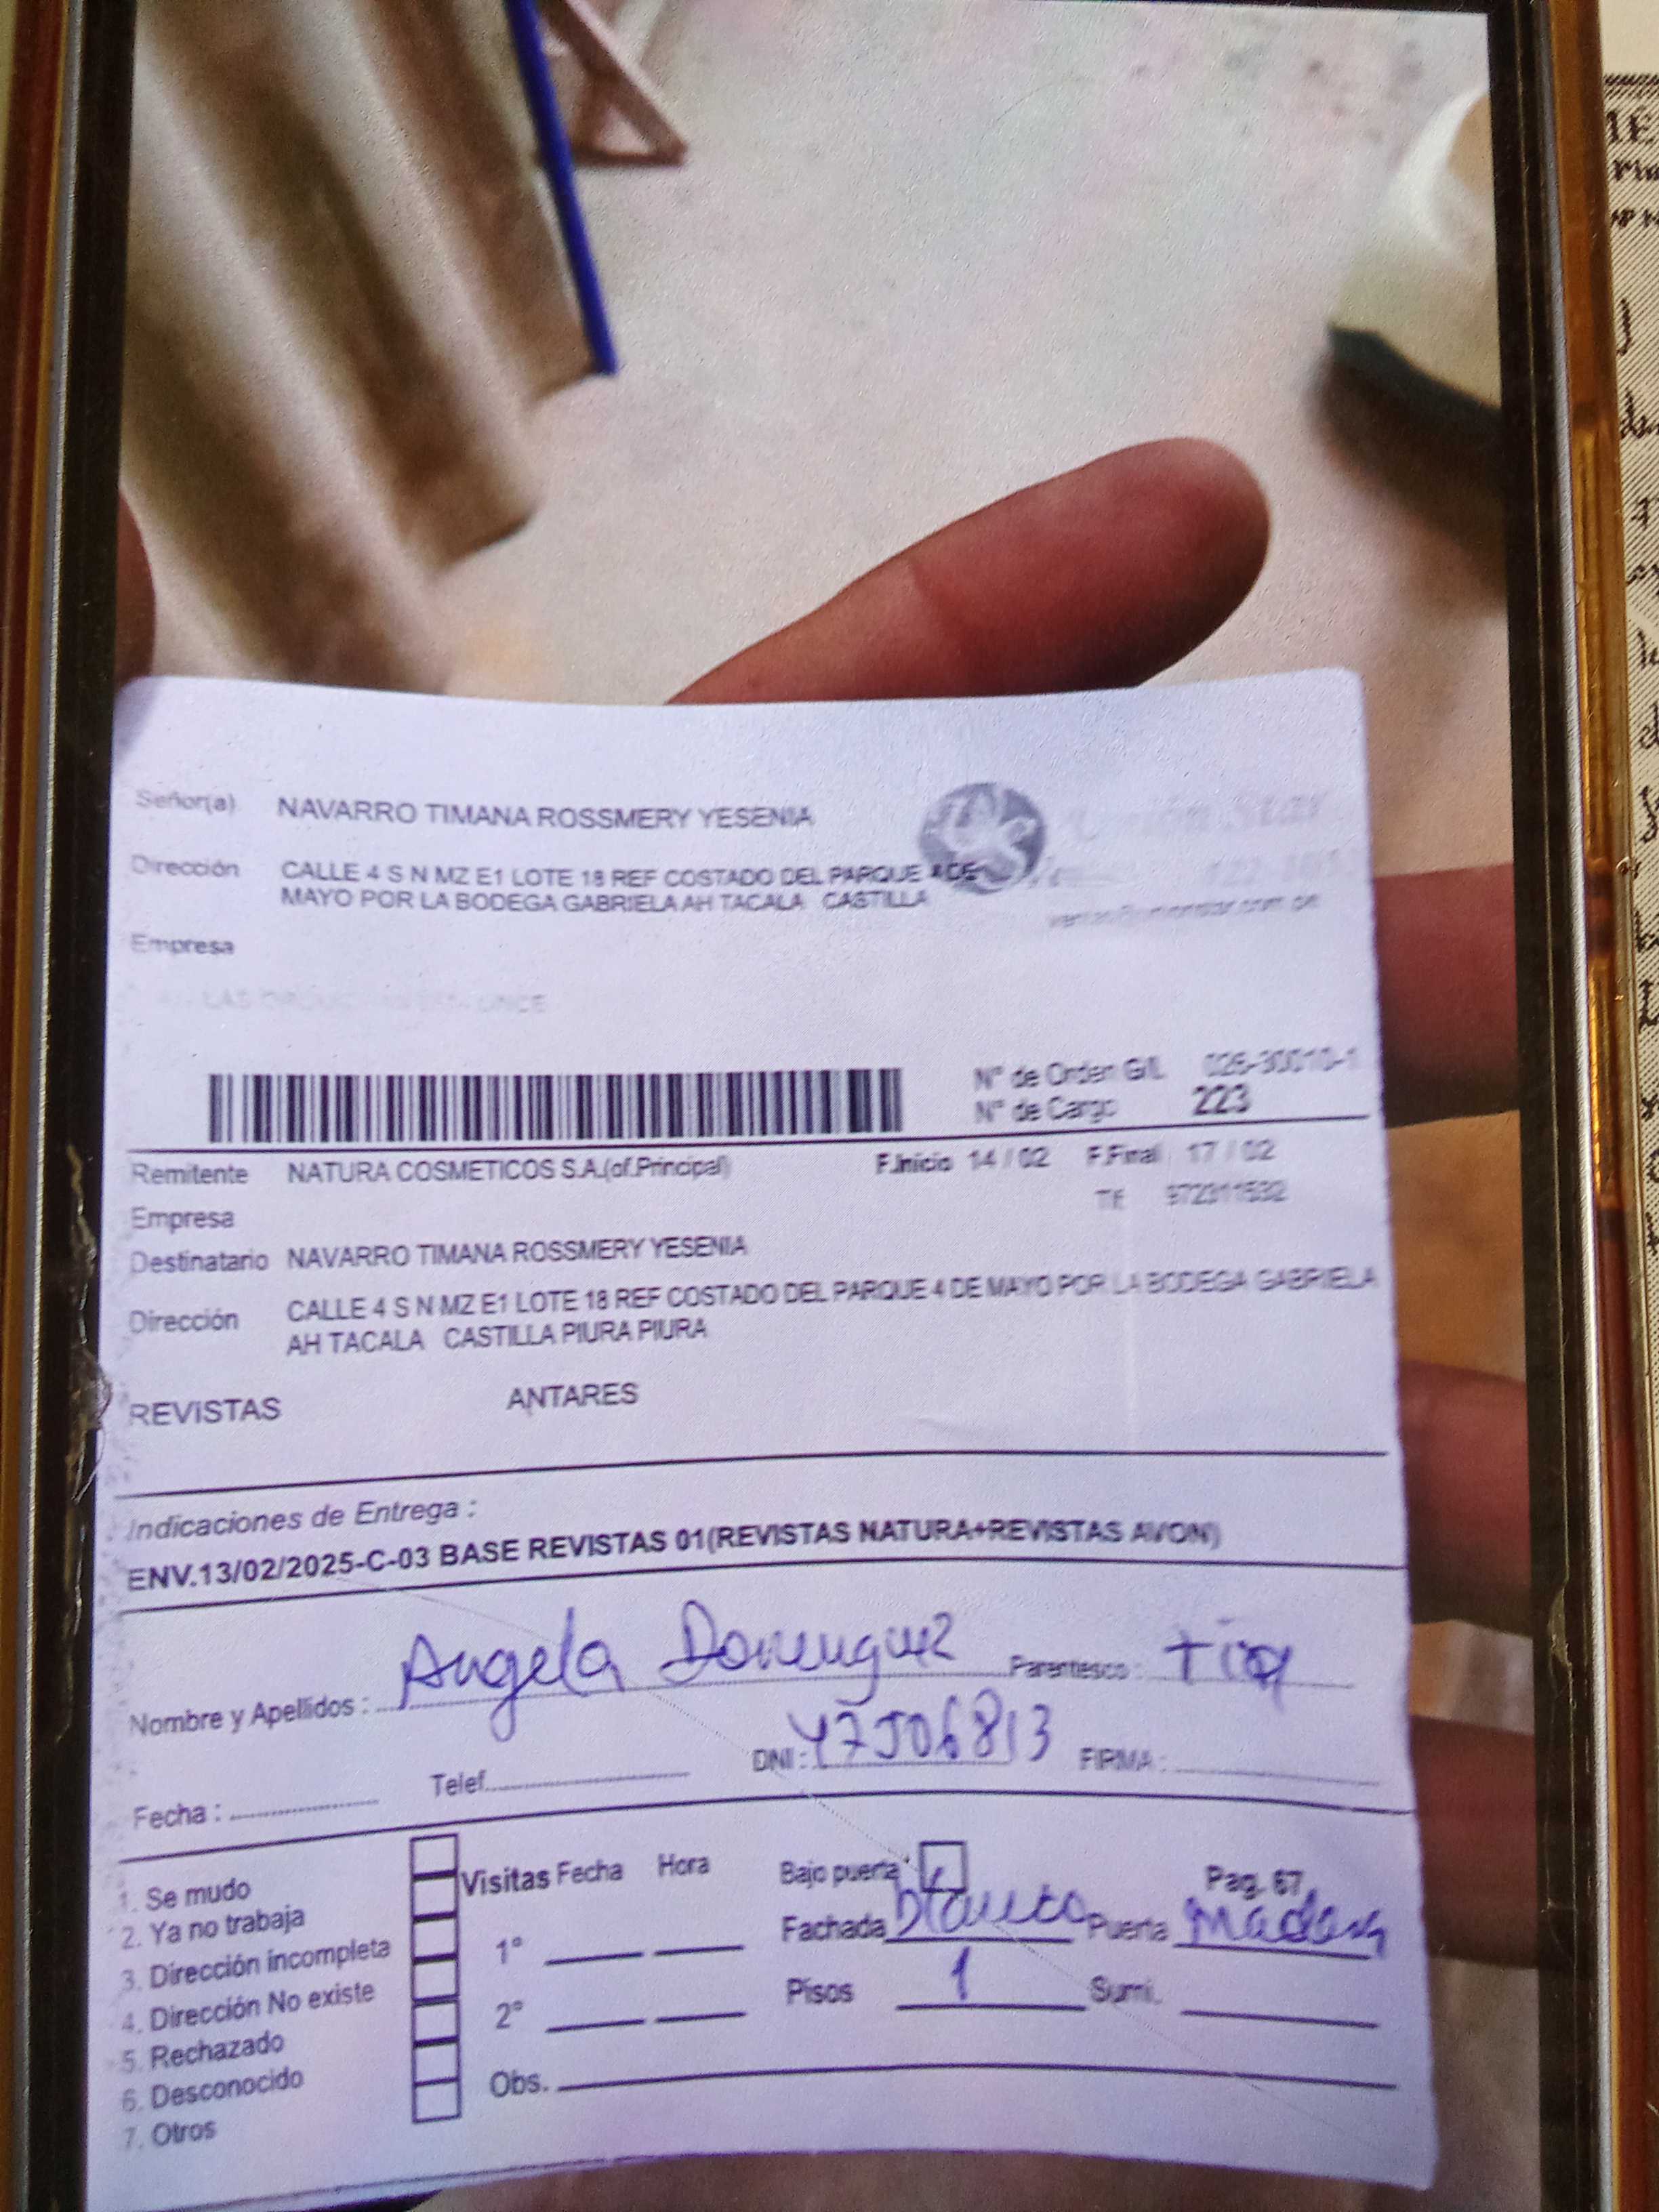 Señor(a) NAVARRO TIMANA ROSSMERY YESENIA
Dirección CALLE 4 S N MZ E1 LOTE 18 REF COSTADO DEL PARQUE 4 DE
MAYO POR LA BODEGA GABRIELA AH TACALA CASTILLA
Empresa
N° de Orden G/L 026-30010-1
N° de Cargo 223
Remitente NATURA COSMETICOS S.A.(of.Principal) F.Inicio 14 / 02 F.Final 17 / 02
Empresa Tlf.
Destinatario NAVARRO TIMANA ROSSMERY YESENIA
Dirección CALLE 4 S N MZ E1 LOTE 18 REF COSTADO DEL PARQUE 4 DE MAYO POR LA BODEGA GABRIELA
AH TACALA CASTILLA PIURA PIURA
REVISTAS ANTARES
Indicaciones de Entrega :
ENV.13/02/2025-C-03 BASE REVISTAS 01(REVISTAS NATURA+REVISTAS AVON)
Nombre y Apellidos : Angela Dominguez Parentesco : tia
Fecha : Telef. DNI : 47506813 FIRMA :
1. Se mudo
2. Ya no trabaja
3. Dirección incompleta
4. Dirección No existe
5. Rechazado
6. Desconocido
7. Otros
Visitas Fecha Hora
1°
2°
Obs.
Bajo puerta Pag. 67
Fachada blanco Puerta
Pisos 1 Sumi.